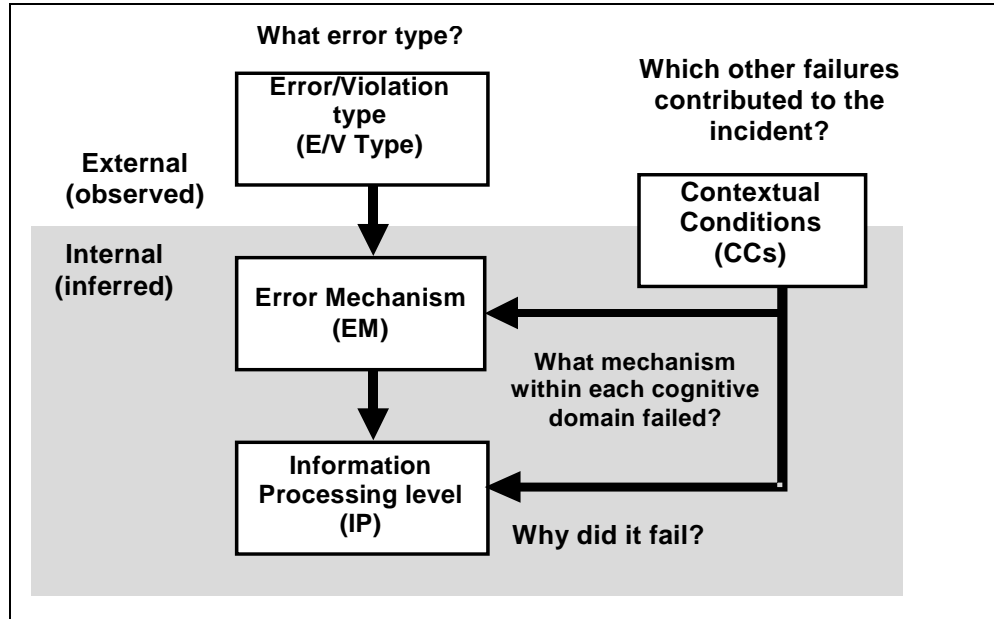 What error type?
Error/Violation
type
(E/V Type)
Which other failures
contributed to the
incident?
External
(observed)
Contextual
Conditions
(CCs)
Internal
(inferred)
Error Mechanism
(EM)
What mechanism
within each cognitive
domain failed?
Information
Processing level
(IP)
Why did it fail?